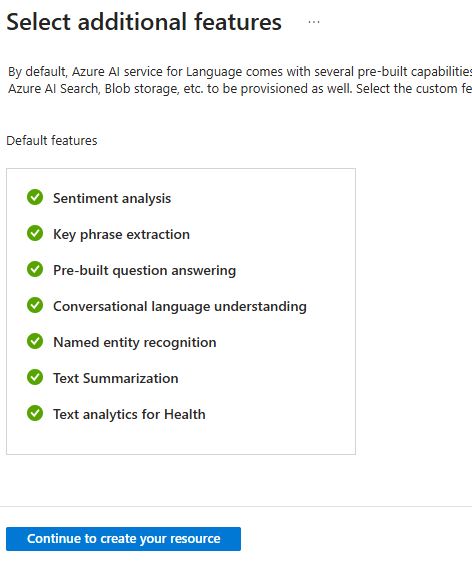 Select additional features ...
By default, Azure AI service for Language comes with several pre-built capabilities
Azure AI Search, Blob storage, etc. to be provisioned as well. Select the custom fe
Default features
Sentiment analysis
Key phrase extraction
Pre-built question answering
Conversational language understanding
Named entity recognition
Text Summarization
Text analytics for Health
Continue to create your resource